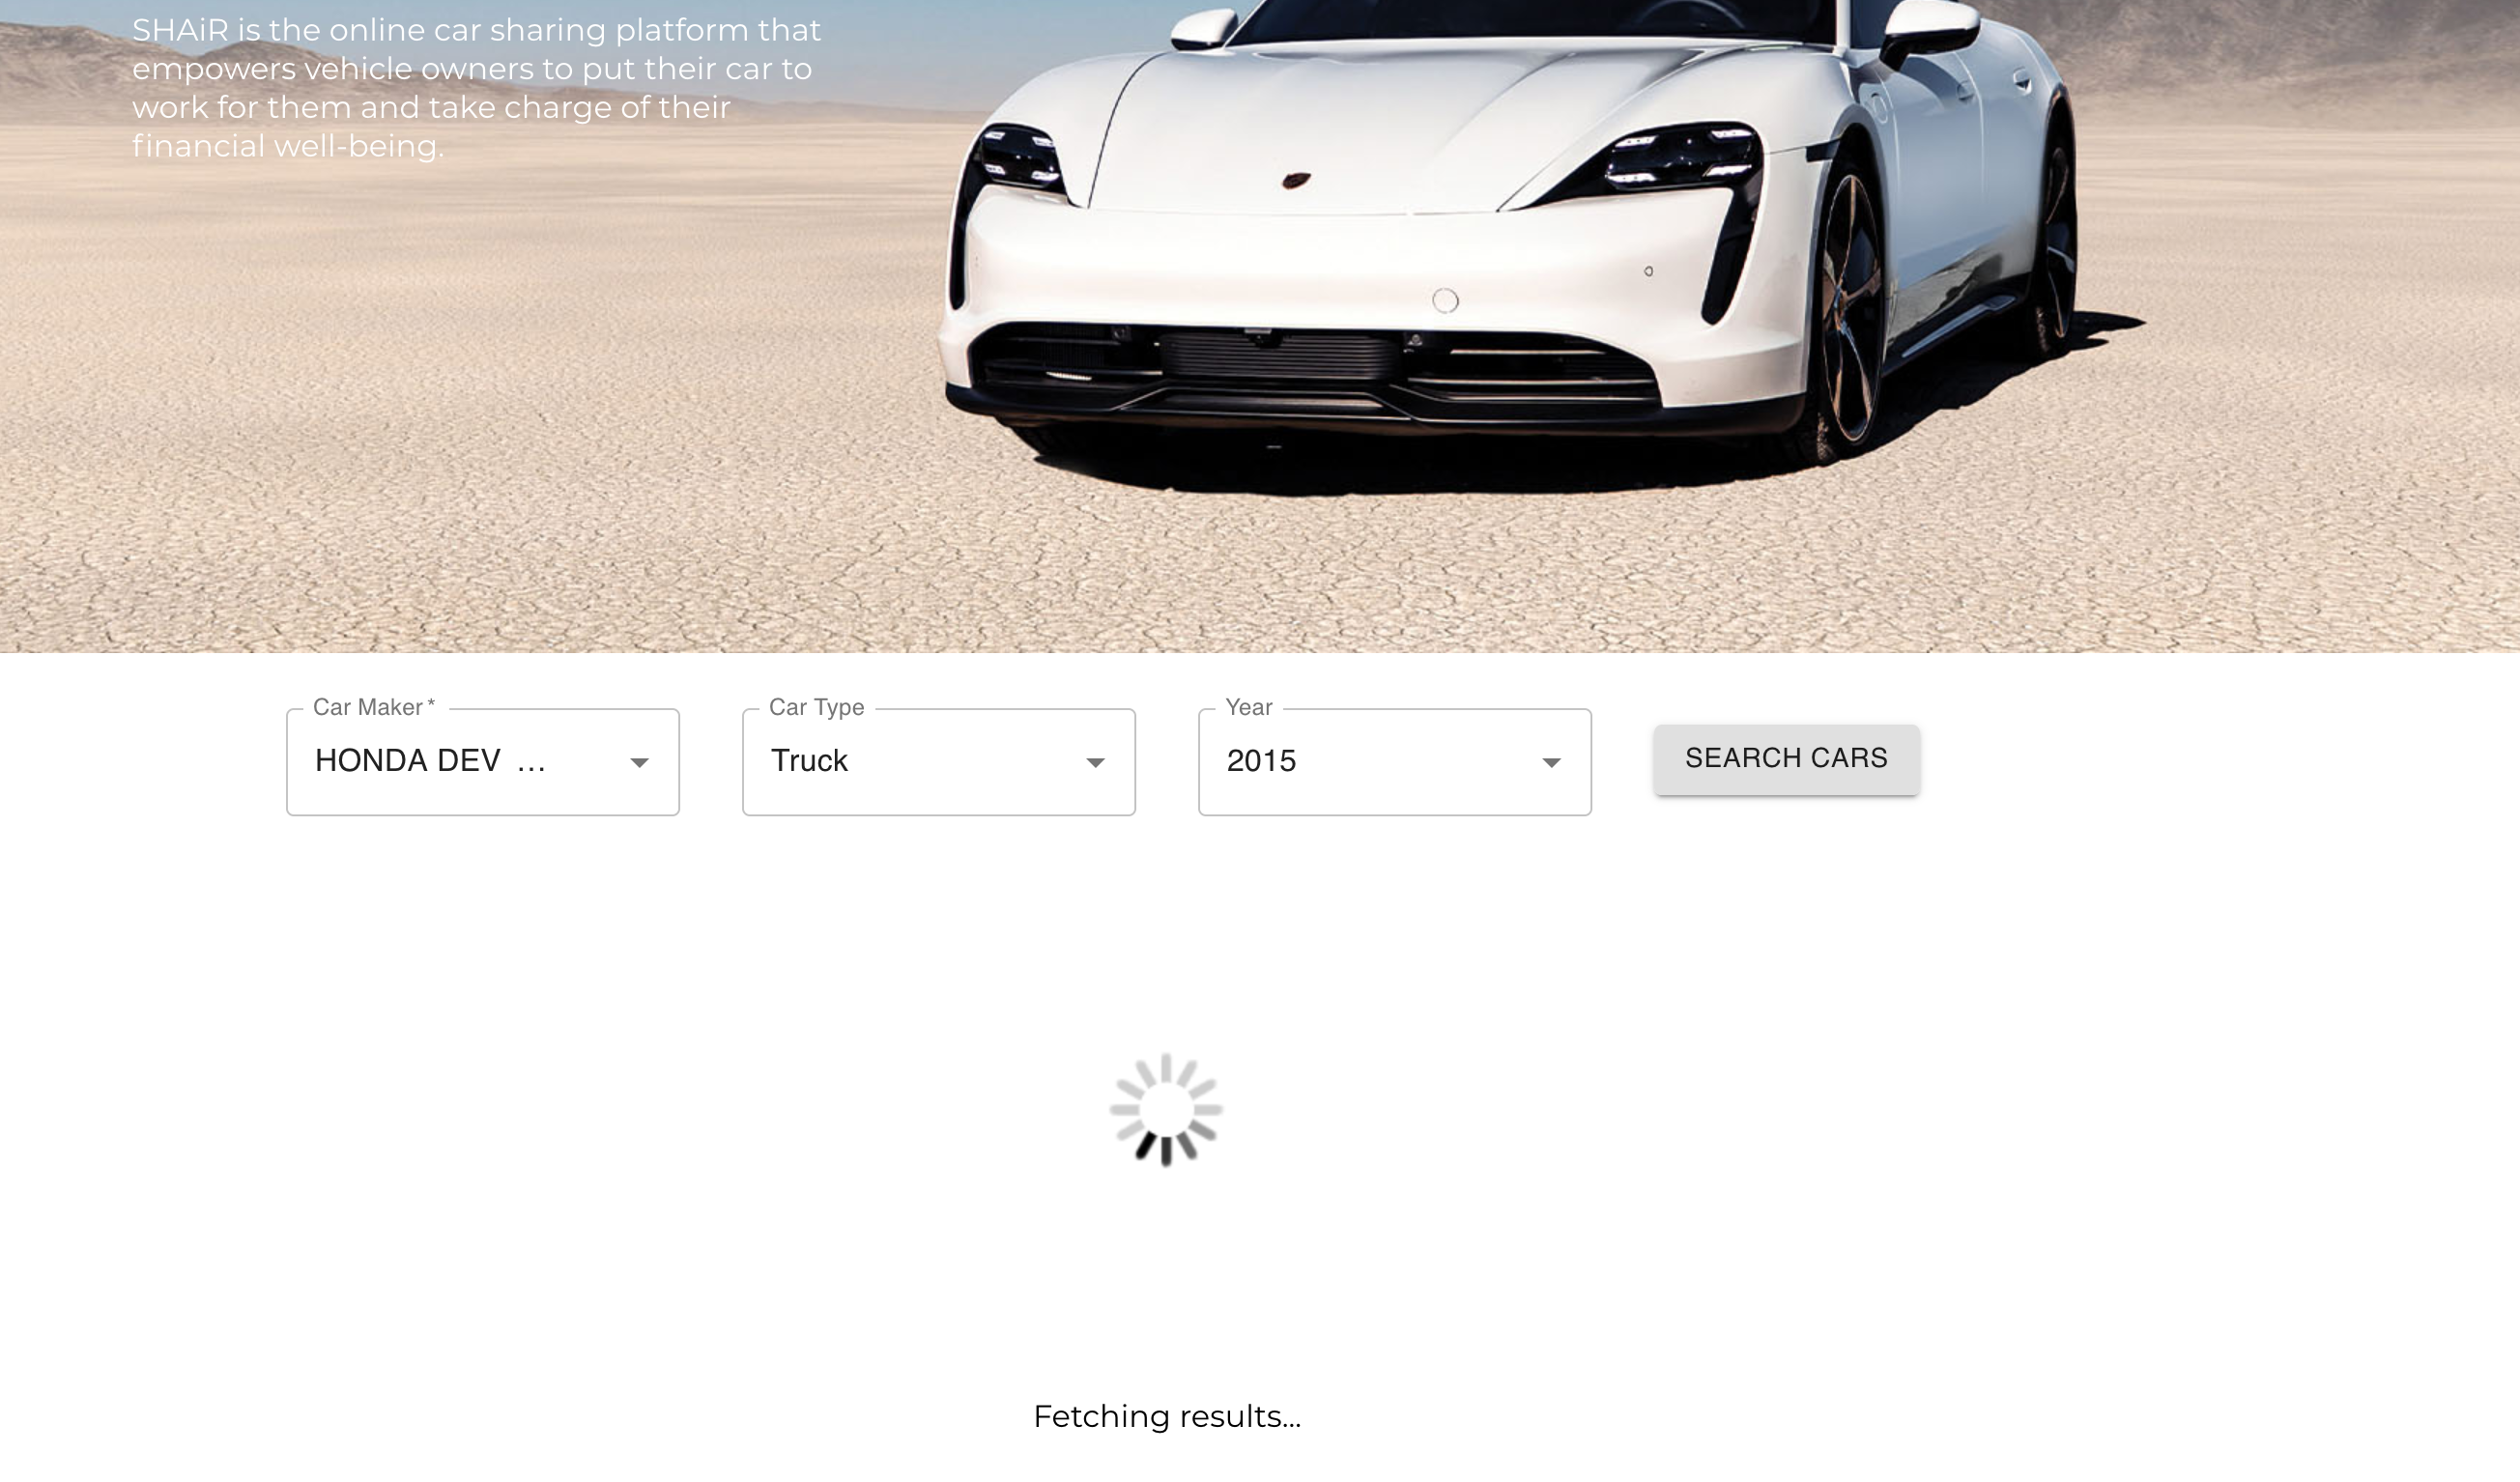 SHAiR is the online car sharing platform that
empowers vehicle owners to put their car to
work for them and take charge of their
financial well-being.
Car Maker *
HONDA DEV ...
Car Type
Truck
Year
2015
SEARCH CARS
Fetching results...